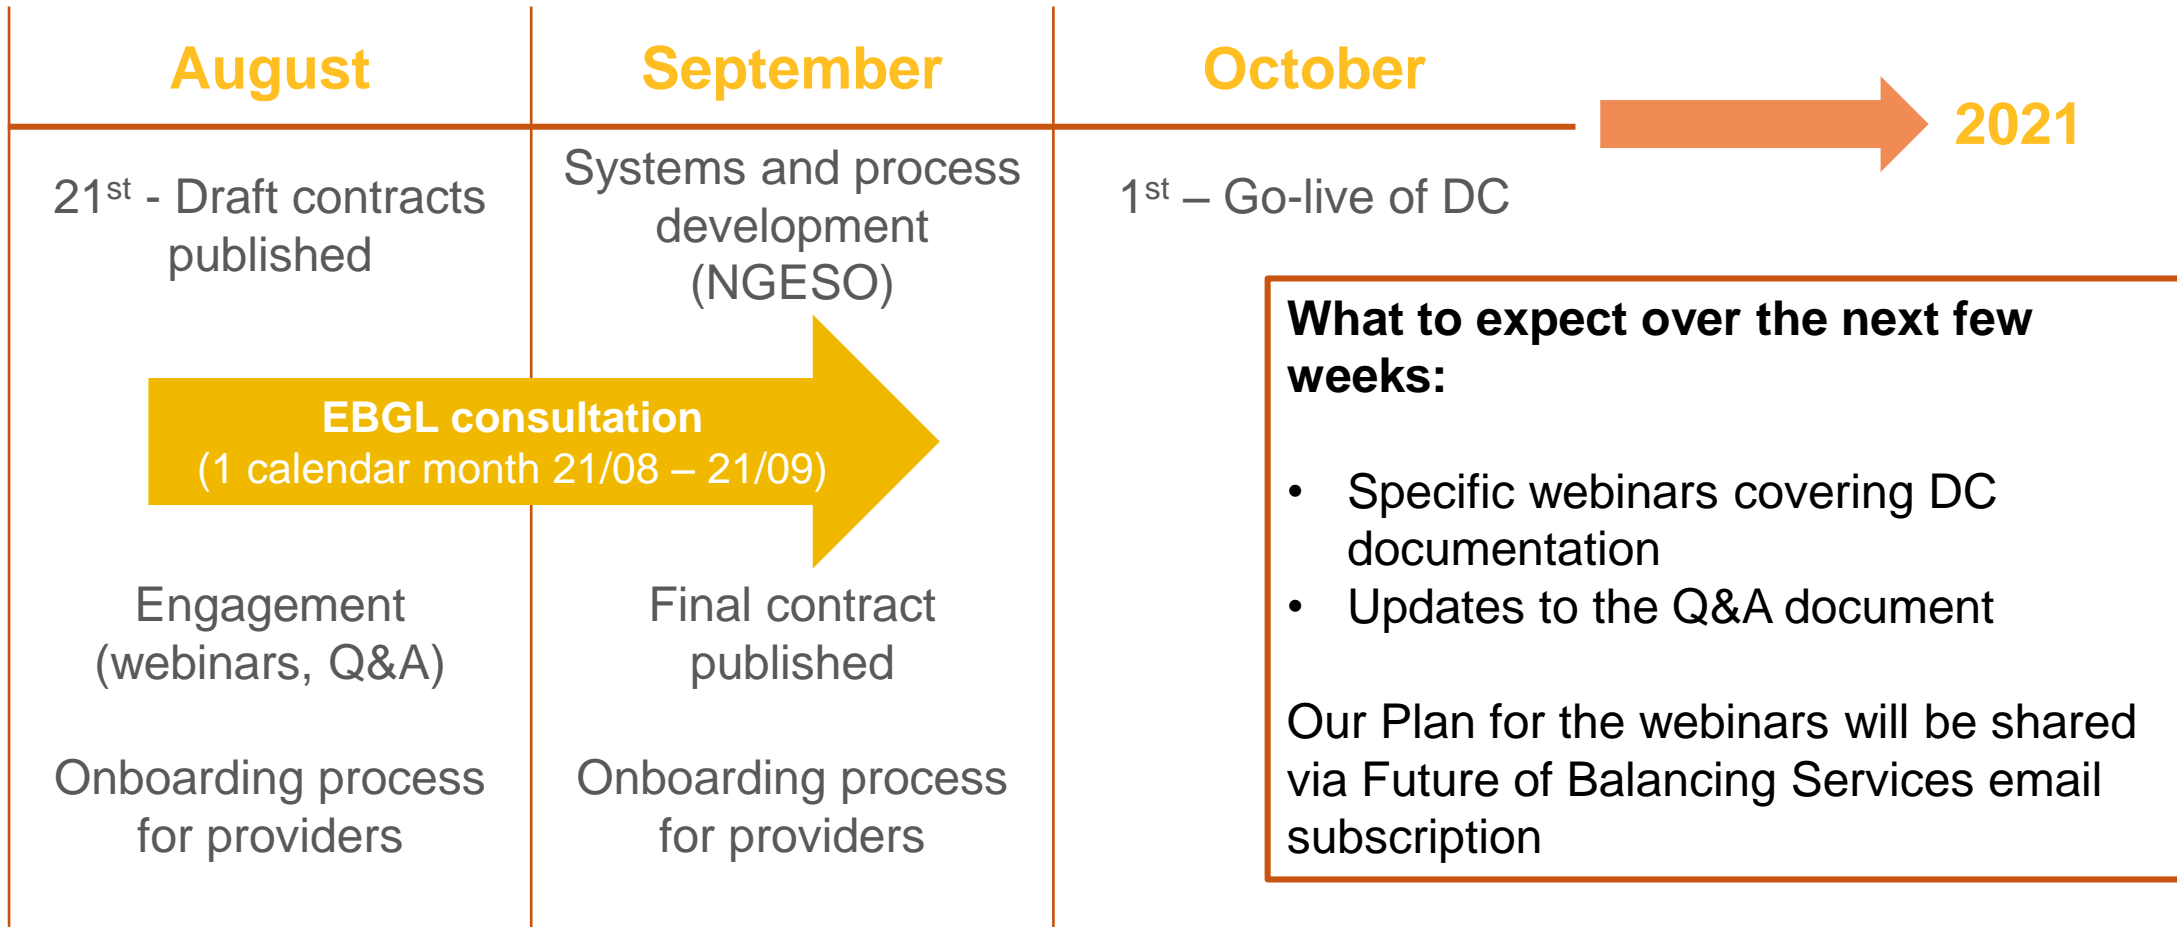 August
21st - Draft contracts
published
September
Systems and process
development
(NGESO)
October
1st – Go-live of DC
2021
EBGL consultation
(1 calendar month 21/08 – 21/09)
Engagement
(webinars, Q&A)
Onboarding process
for providers
Final contract
published
Onboarding process
for providers
What to expect over the next few
weeks:
• Specific webinars covering DC
documentation
• Updates to the Q&A document
Our Plan for the webinars will be shared
via Future of Balancing Services email
subscription